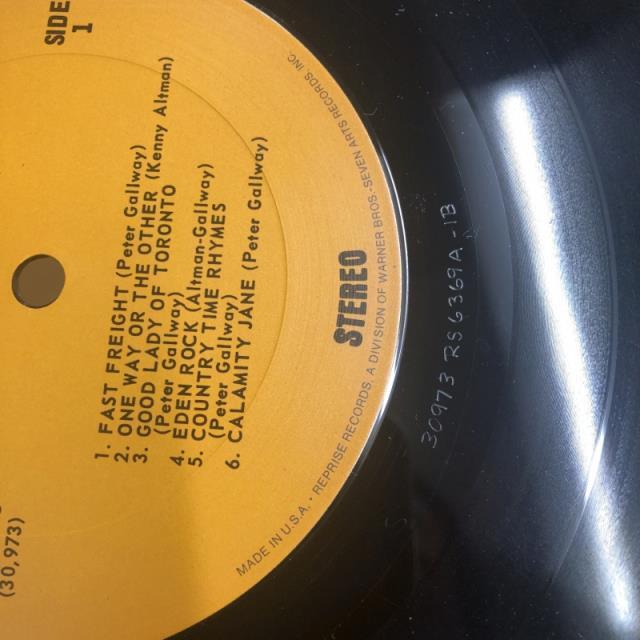 SIDE
1
1. FAST FREIGHT (Peter Gallway)
2. ONE WAY OR THE OTHER (Kenny Altman)
3. GOOD LADY OF TORONTO
(Peter Gallway)
4. EDEN ROCK (Altman-Gallway)
5. COUNTRY TIME RHYMES
(Peter Gallway)
6. CALAMITY JANE (Peter Gallway)
STEREO
(30,973)
MADE IN U.S.A. · REPRISE RECORDS, A DIVISION OF WARNER BROS.-SEVEN ARTS RECORDS INC.
30973 RS 6369A -1B